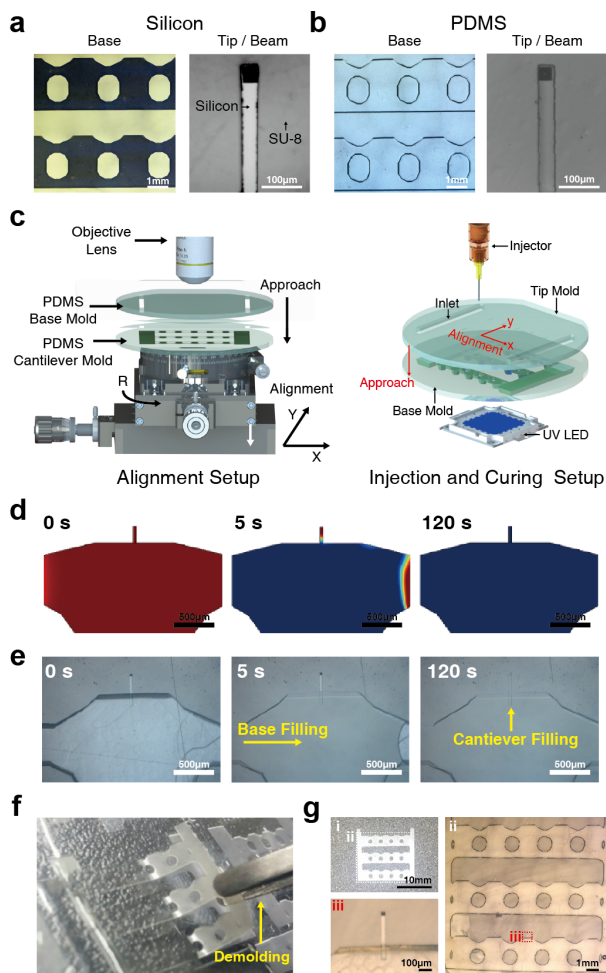 a
Silicon
Base
Tip / Beam
Silicon
SU-8
1mm
100μm
b
PDMS
Base
Tip / Beam
1mm
100μm
c
Objective
Lens
Approach
PDMS
Base Mold
PDMS
Cantilever Mold
R
Alignment
Y
X
Alignment Setup
Injector
Tip Mold
Inlet
y
Alignment
x
Approach
Base Mold
UV LED
Injection and Curing Setup
d
0 s
500μm
5 s
500μm
120 s
500μm
e
0 s
500μm
5 s
Base Filling
500μm
120 s
Cantiever Filling
500μm
f
Demolding
g
i
ii
10mm
iii
100μm
ii
iii
1mm